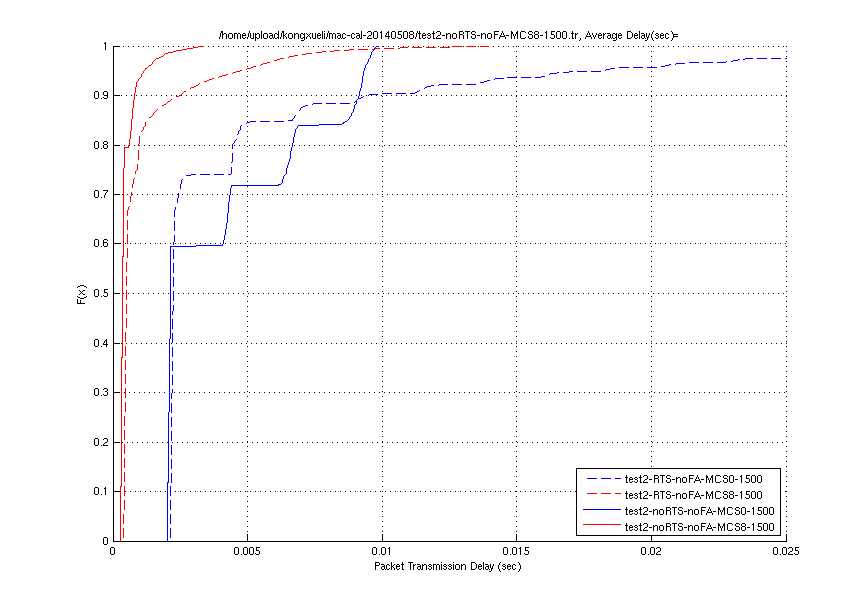 /home/upload/kongxueli/mac-cal-20140508/test2-noRTS-noFA-MCS8-1500.tr, Average Delay(sec)=
1
0.9
0.8
0.7
0.6
0.5
0.4
0.3
0.2
0.1
0
F(x)
test2-RTS-noFA-MCS0-1500
test2-RTS-noFA-MCS8-1500
test2-noRTS-noFA-MCS0-1500
test2-noRTS-noFA-MCS8-1500
0 0.005 0.01 0.015 0.02 0.025
Packet Transmission Delay (sec)